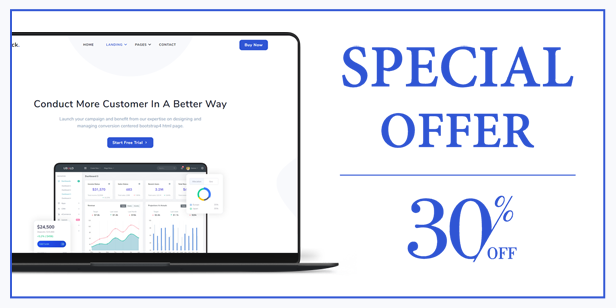 ck.
HOME LANDING PAGES CONTACT
Buy Now
Conduct More Customer In A Better Way
Launch your campaign and benefit from our expertise on designing and
managing conversion centered bootstrap4 html page.
Start Free Trial
$24,500
SPECIAL
OFFER
30%
OFF